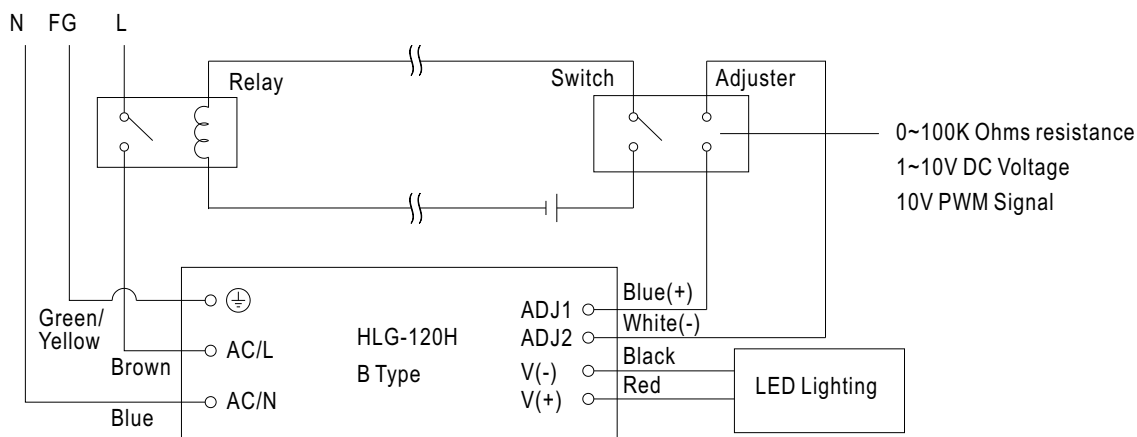 N FG L
Relay
Switch
Adjuster
0~100K Ohms resistance
1~10V DC Voltage
10V PWM Signal
Green/
Yellow
Brown
Blue
AC/L
AC/N
HLG-120H
B Type
ADJ1
ADJ2
V(-)
V(+)
Blue(+)
White(-)
Black
Red
LED Lighting